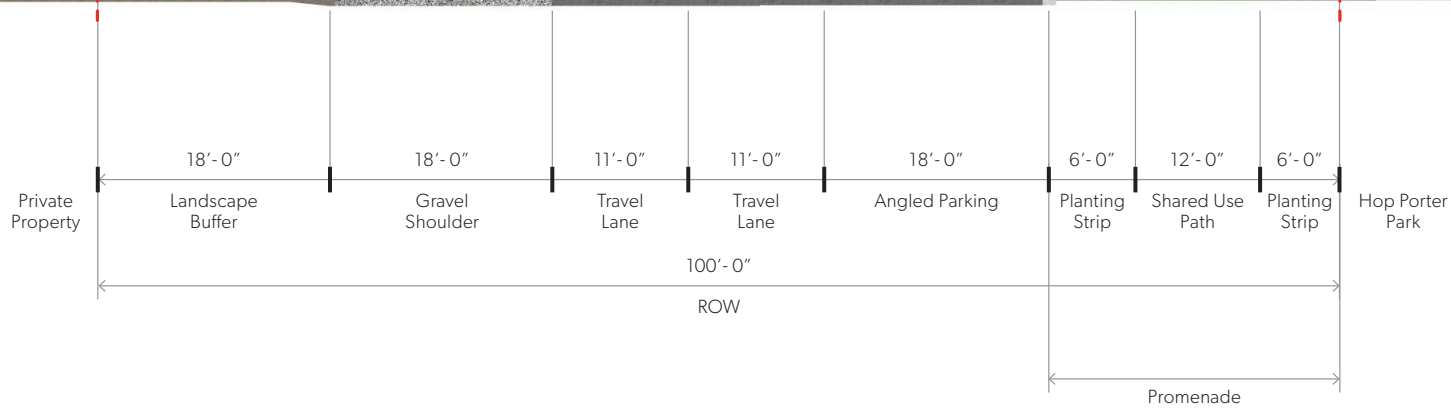 18’- 0”
18’- 0”
11’- 0”
11’- 0”
18’- 0”
6’- 0”
12’- 0”
6’- 0”
Private
Property
Landscape
Buffer
Gravel
Shoulder
Travel
Lane
Travel
Lane
Angled Parking
Planting
Strip
Shared Use
Path
Planting
Strip
Hop Porter
Park
100’- 0”
ROW
Promenade